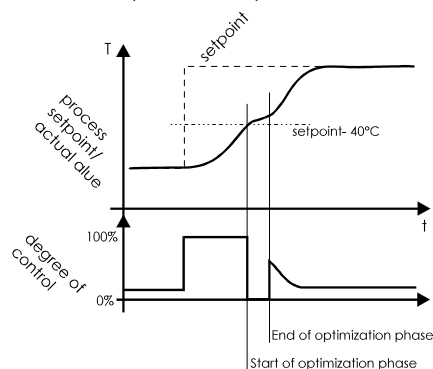 T
setpoint
process
setpoint/
actual alue
setpoint- 40°C
t
degree of
control
100%
0%
End of optimization phase
Start of optimization phase